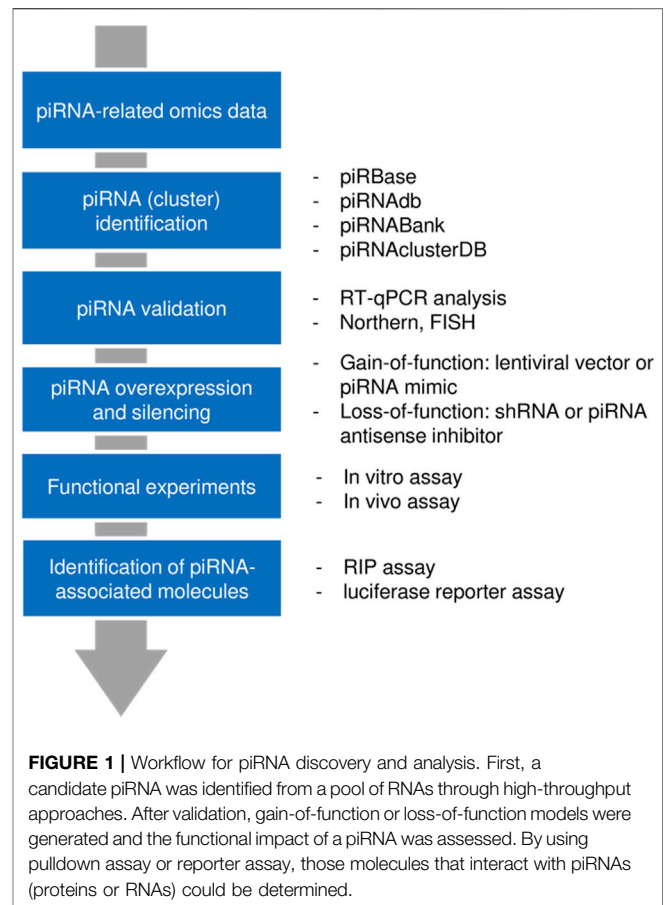 piRNA-related omics data
piRNA (cluster)
identification
- piRBase
- piRNAdb
- piRNABank
- piRNAclusterDB
piRNA validation
- RT-qPCR analysis
- Northern, FISH
piRNA overexpression
and silencing
- Gain-of-function: lentiviral vector or
piRNA mimic
- Loss-of-function: shRNA or piRNA
antisense inhibitor
Functional experiments
- In vitro assay
- In vivo assay
Identification of piRNA-
associated molecules
- RIP assay
- luciferase reporter assay
FIGURE 1 | Workflow for piRNA discovery and analysis. First, a
candidate piRNA was identified from a pool of RNAs through high-throughput
approaches. After validation, gain-of-function or loss-of-function models were
generated and the functional impact of a piRNA was assessed. By using
pulldown assay or reporter assay, those molecules that interact with piRNAs
(proteins or RNAs) could be determined.